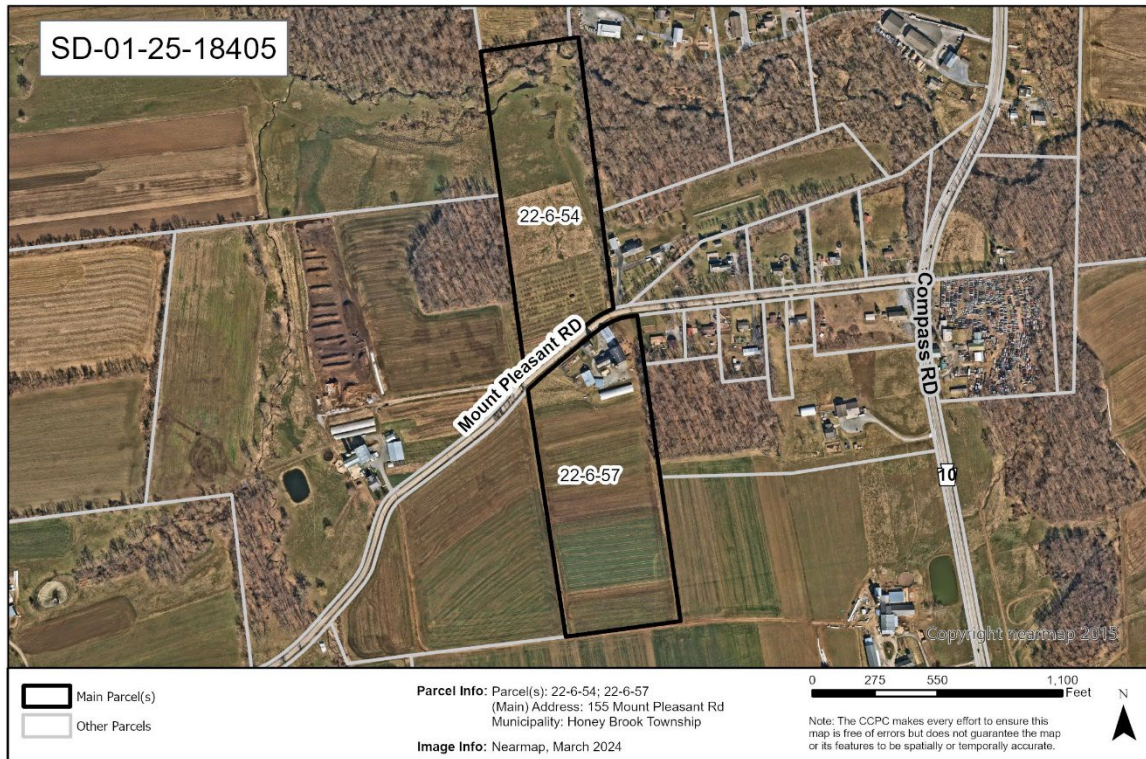 SD-01-25-18405
22-6-54
Mount Pleasant RD
Compass RD
22-6-57
10
Copyright nearmap 2015
Main Parcel(s)
Other Parcels
Parcel Info: Parcel(s): 22-6-54; 22-6-57
(Main) Address: 155 Mount Pleasant Rd
Municipality: Honey Brook Township
Image Info: Nearmap, March 2024
0 275 550 1,100
Feet
Note: The CCPC makes every effort to ensure this
map is free of errors but does not guarantee the map
or its features to be spatially or temporally accurate.
N